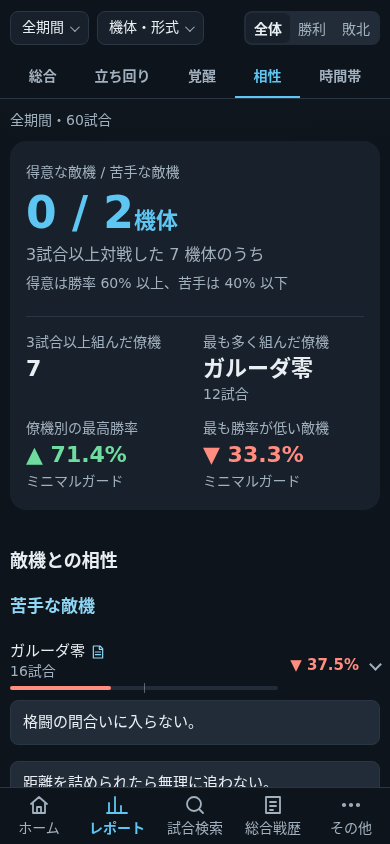 全期間
機体・形式
全体 勝利 敗北
総合 立ち回り 覚醒 相性 時間帯
全期間・60試合
得意な敵機 / 苦手な敵機
0 / 2機体
3試合以上対戦した 7 機体のうち
得意は勝率 60% 以上、苦手は 40% 以下
3試合以上組んだ僚機
7
最も多く組んだ僚機
ガルーダ零
12試合
僚機別の最高勝率
▲ 71.4%
ミニマルガード
最も勝率が低い敵機
▼ 33.3%
ミニマルガード
敵機との相性
苦手な敵機
ガルーダ零
16試合
▼ 37.5%
格闘の間合いに入らない。
距離を詰められたら無理に追わない。
ホーム レポート 試合検索 総合戦歴 その他